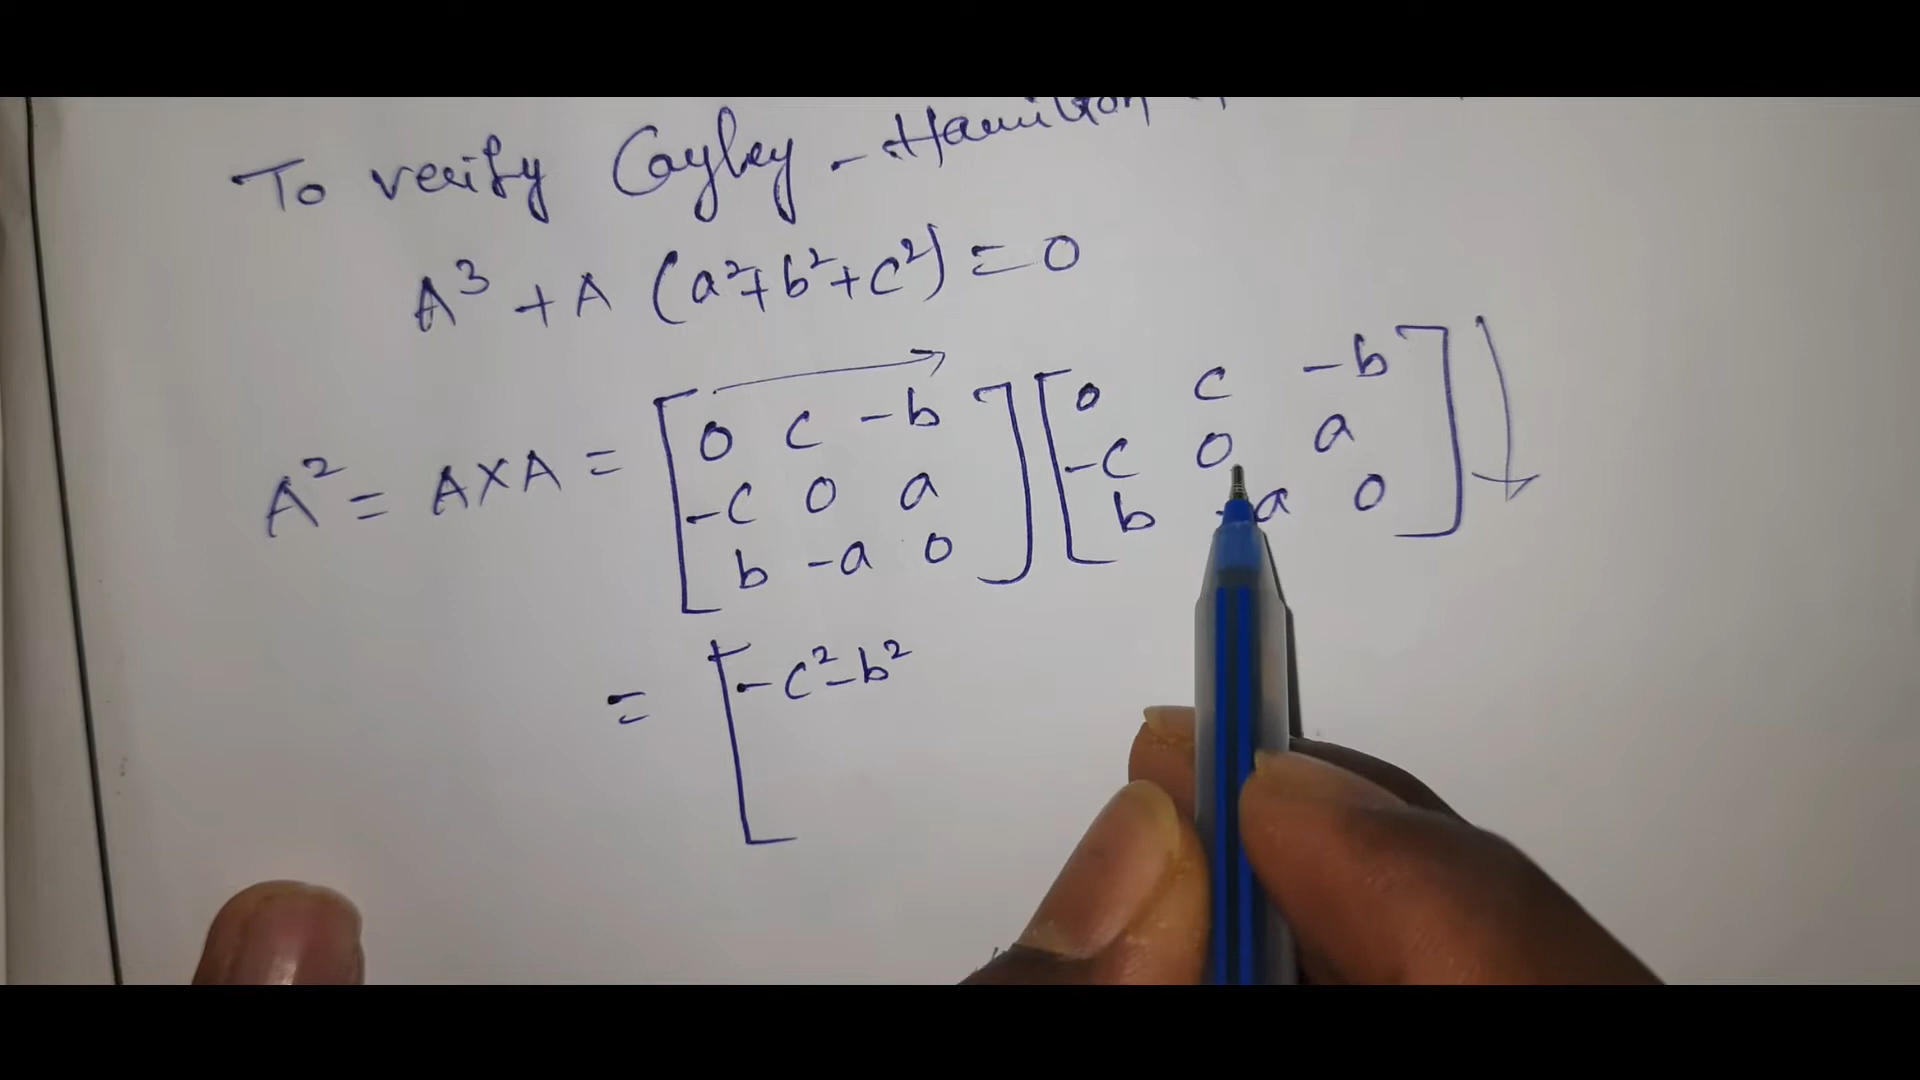 To verify Cayley - Hamilton
A³ + A (a²+b²+c²) = 0
A² = A×A = [0 c -b] [0 c -b]
[-c 0 a] [-c 0 a]
[b -a 0] [b -a 0]
= [-c²-b²